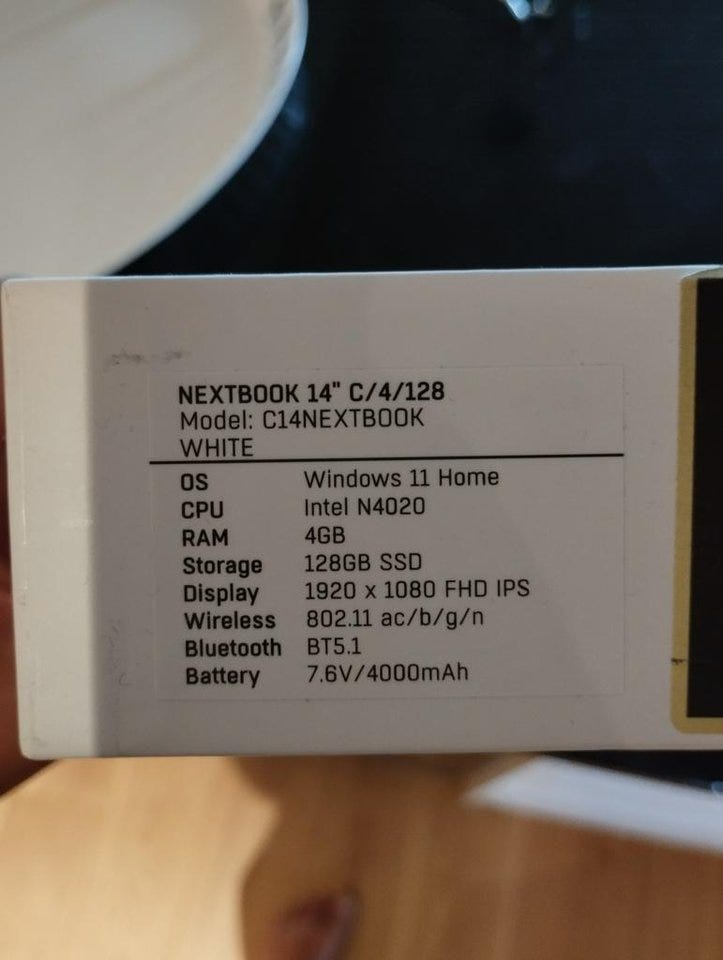 NEXTBOOK 14" C/4/128
Model: C14NEXTBOOK
WHITE
OS Windows 11 Home
CPU Intel N4020
RAM 4GB
Storage 128GB SSD
Display 1920 x 1080 FHD IPS
Wireless 802.11 ac/b/g/n
Bluetooth BT5.1
Battery 7.6V/4000mAh